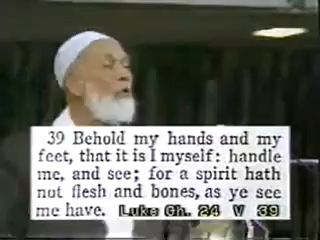 39 Behold my hands and my
feet, that it is I myself: handle
me, and see; for a spirit hath
not flesh and bones, as ye see
me have. Luke Ch. 24 V 39